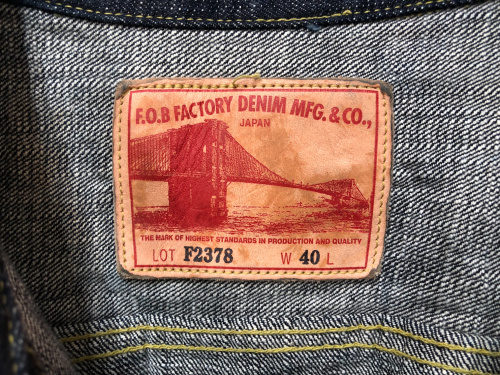 F.O.B FACTORY DENIM MFG. & CO.,
JAPAN
THE MARK OF HIGHEST STANDARDS IN PRODUCTION AND QUALITY
LOT F2378 W 40 L